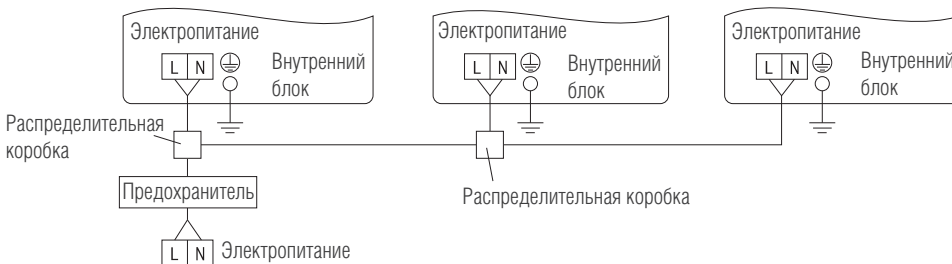 Электропитание
L N
Внутренний
блок
Электропитание
L N
Внутренний
блок
Электропитание
L N
Внутренний
блок
Распределительная
коробка
Распределительная коробка
Предохранитель
L N Электропитание